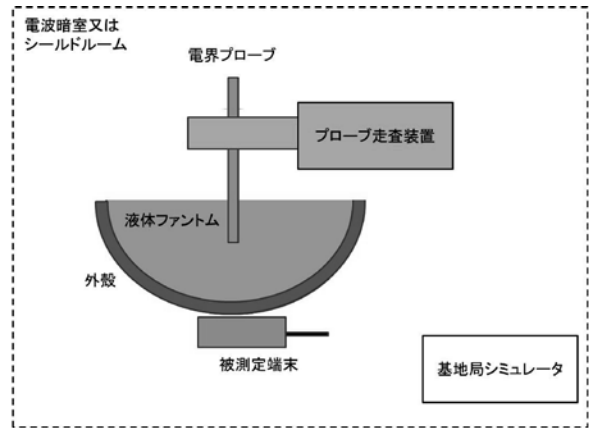 電波暗室又は
シールドルーム
電界プローブ
プローブ走査装置
液体ファントム
外殻
被測定端末
基地局シミュレータ